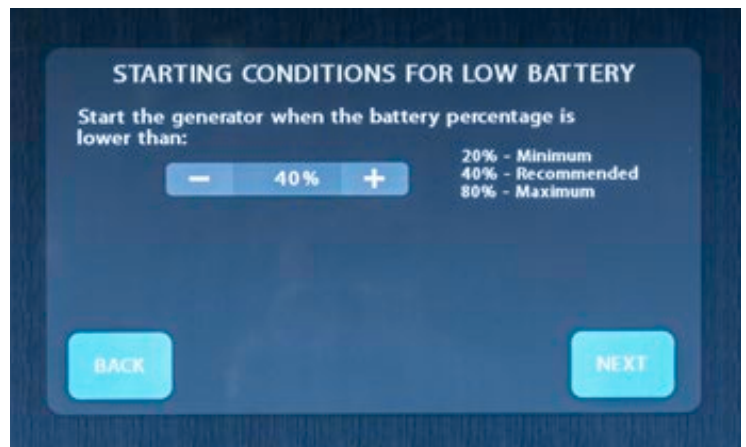 STARTING CONDITIONS FOR LOW BATTERY
Start the generator when the battery percentage is
lower than:
− 40% +
20% - Minimum
40% - Recommended
80% - Maximum
BACK
NEXT